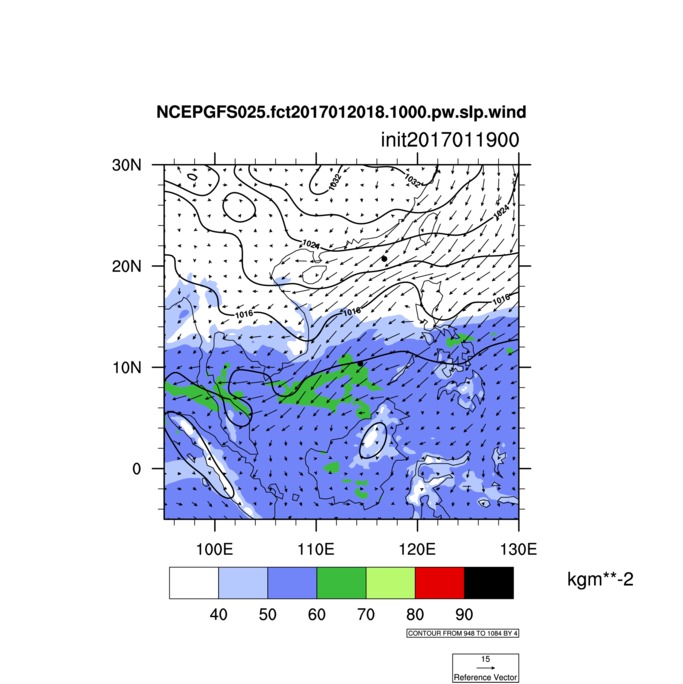 NCEPGFS025.fct2017012018.1000.pw.slp.wind
init2017011900
30N
20N
10N
0
1032
1032
1024
1024
1016
1016
1016
100E 110E 120E 130E
kgm**-2
40 50 60 70 80 90
CONTOUR FROM 948 TO 1084 BY 4
15
Reference Vector